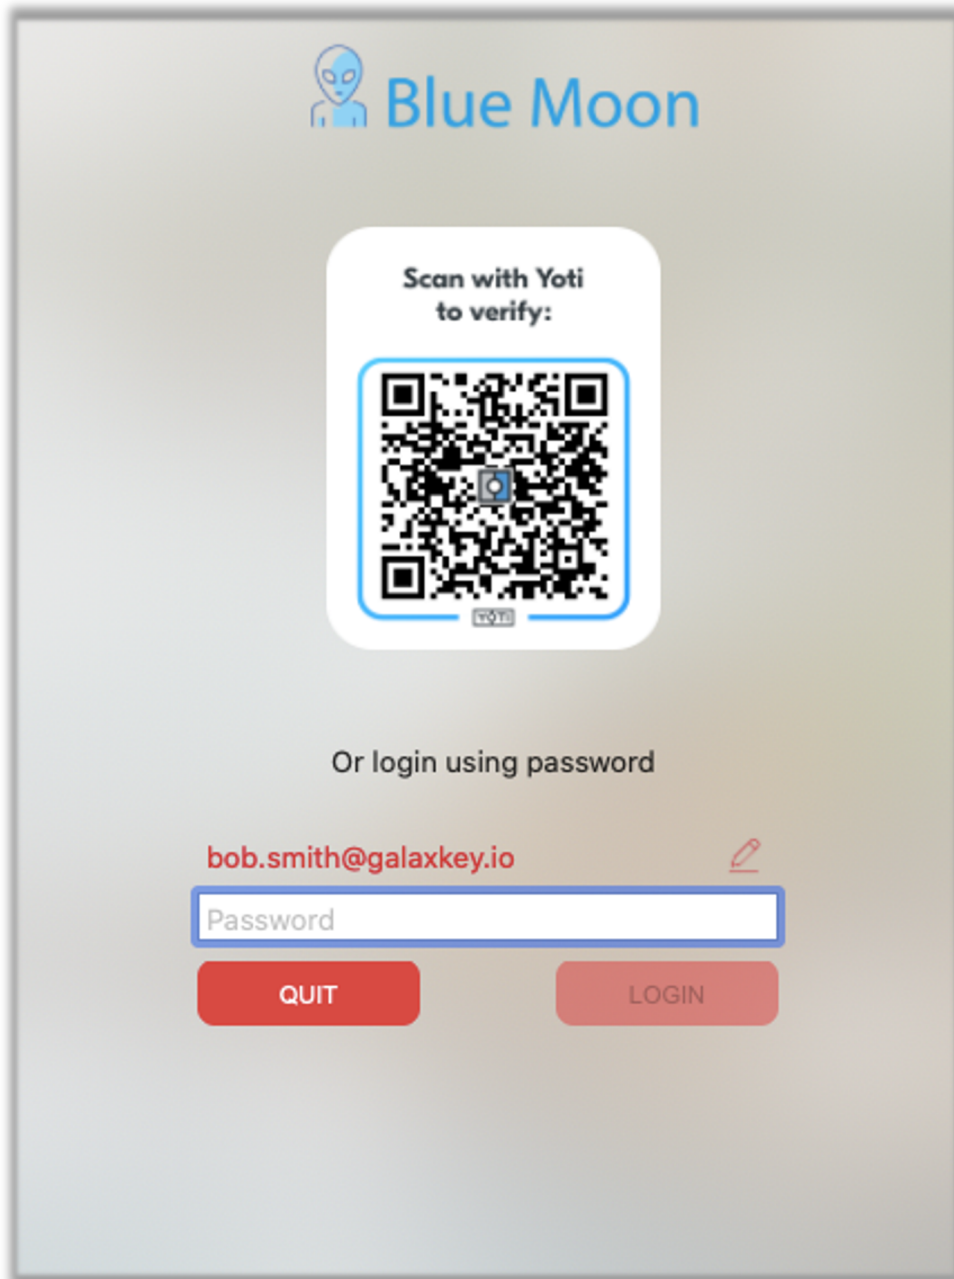 Blue Moon
Scan with Yoti
to verify:
YOTI
Or login using password
bob.smith@galaxkey.io
Password
QUIT
LOGIN